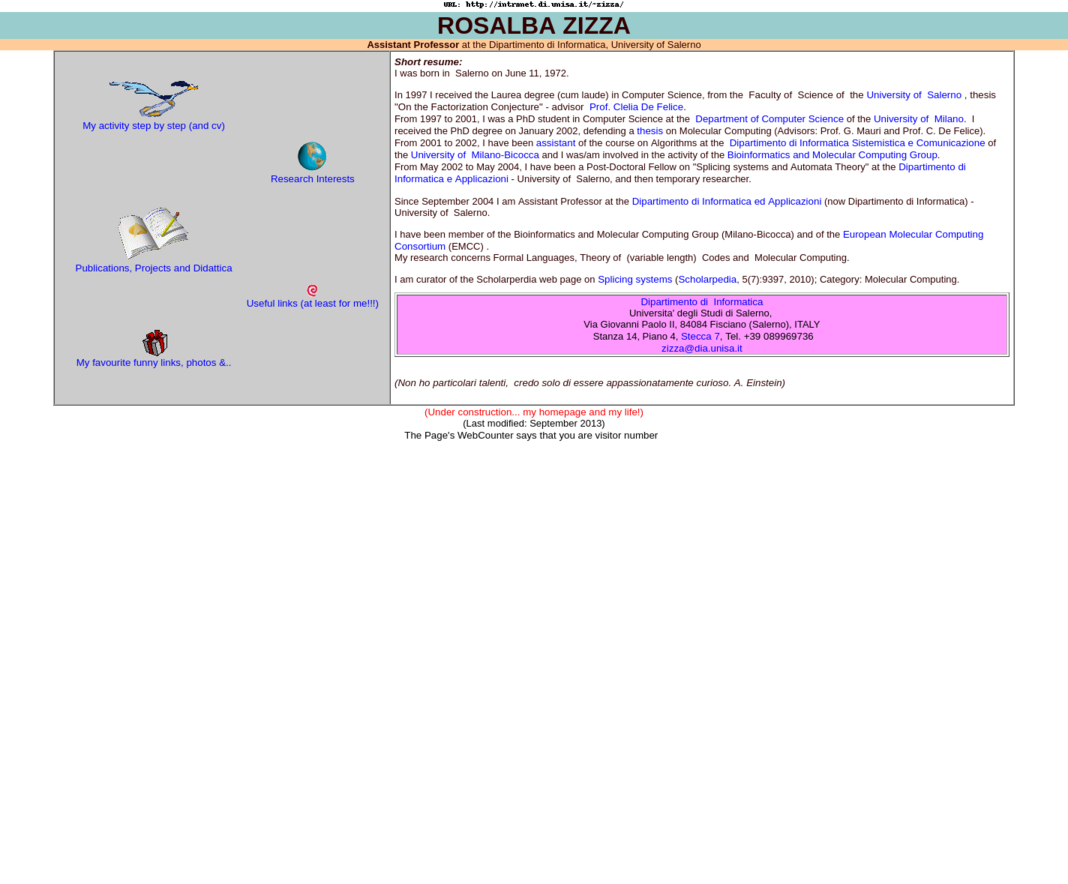 URL: http://intranet.di.unisa.it/~zizza/
ROSALBA ZIZZA
Assistant Professor at the Dipartimento di Informatica, University of Salerno
My activity step by step (and cv)
Research Interests
Publications, Projects and Didattica
Useful links (at least for me!!!)
My favourite funny links, photos &..
Short resume:
I was born in Salerno on June 11, 1972.
In 1997 I received the Laurea degree (cum laude) in Computer Science, from the Faculty of Science of the University of Salerno , thesis
"On the Factorization Conjecture" - advisor Prof. Clelia De Felice.
From 1997 to 2001, I was a PhD student in Computer Science at the Department of Computer Science of the University of Milano. I
received the PhD degree on January 2002, defending a thesis on Molecular Computing (Advisors: Prof. G. Mauri and Prof. C. De Felice).
From 2001 to 2002, I have been assistant of the course on Algorithms at the Dipartimento di Informatica Sistemistica e Comunicazione of
the University of Milano-Bicocca and I was/am involved in the activity of the Bioinformatics and Molecular Computing Group.
From May 2002 to May 2004, I have been a Post-Doctoral Fellow on "Splicing systems and Automata Theory" at the Dipartimento di
Informatica e Applicazioni - University of Salerno, and then temporary researcher.
Since September 2004 I am Assistant Professor at the Dipartimento di Informatica ed Applicazioni (now Dipartimento di Informatica) -
University of Salerno.
I have been member of the Bioinformatics and Molecular Computing Group (Milano-Bicocca) and of the European Molecular Computing
Consortium (EMCC) .
My research concerns Formal Languages, Theory of (variable length) Codes and Molecular Computing.
I am curator of the Scholarperdia web page on Splicing systems (Scholarpedia, 5(7):9397, 2010); Category: Molecular Computing.
Dipartimento di Informatica
Universita' degli Studi di Salerno,
Via Giovanni Paolo II, 84084 Fisciano (Salerno), ITALY
Stanza 14, Piano 4, Stecca 7, Tel. +39 089969736
zizza@dia.unisa.it
(Non ho particolari talenti, credo solo di essere appassionatamente curioso. A. Einstein)
(Under construction... my homepage and my life!)
(Last modified: September 2013)
The Page's WebCounter says that you are visitor number